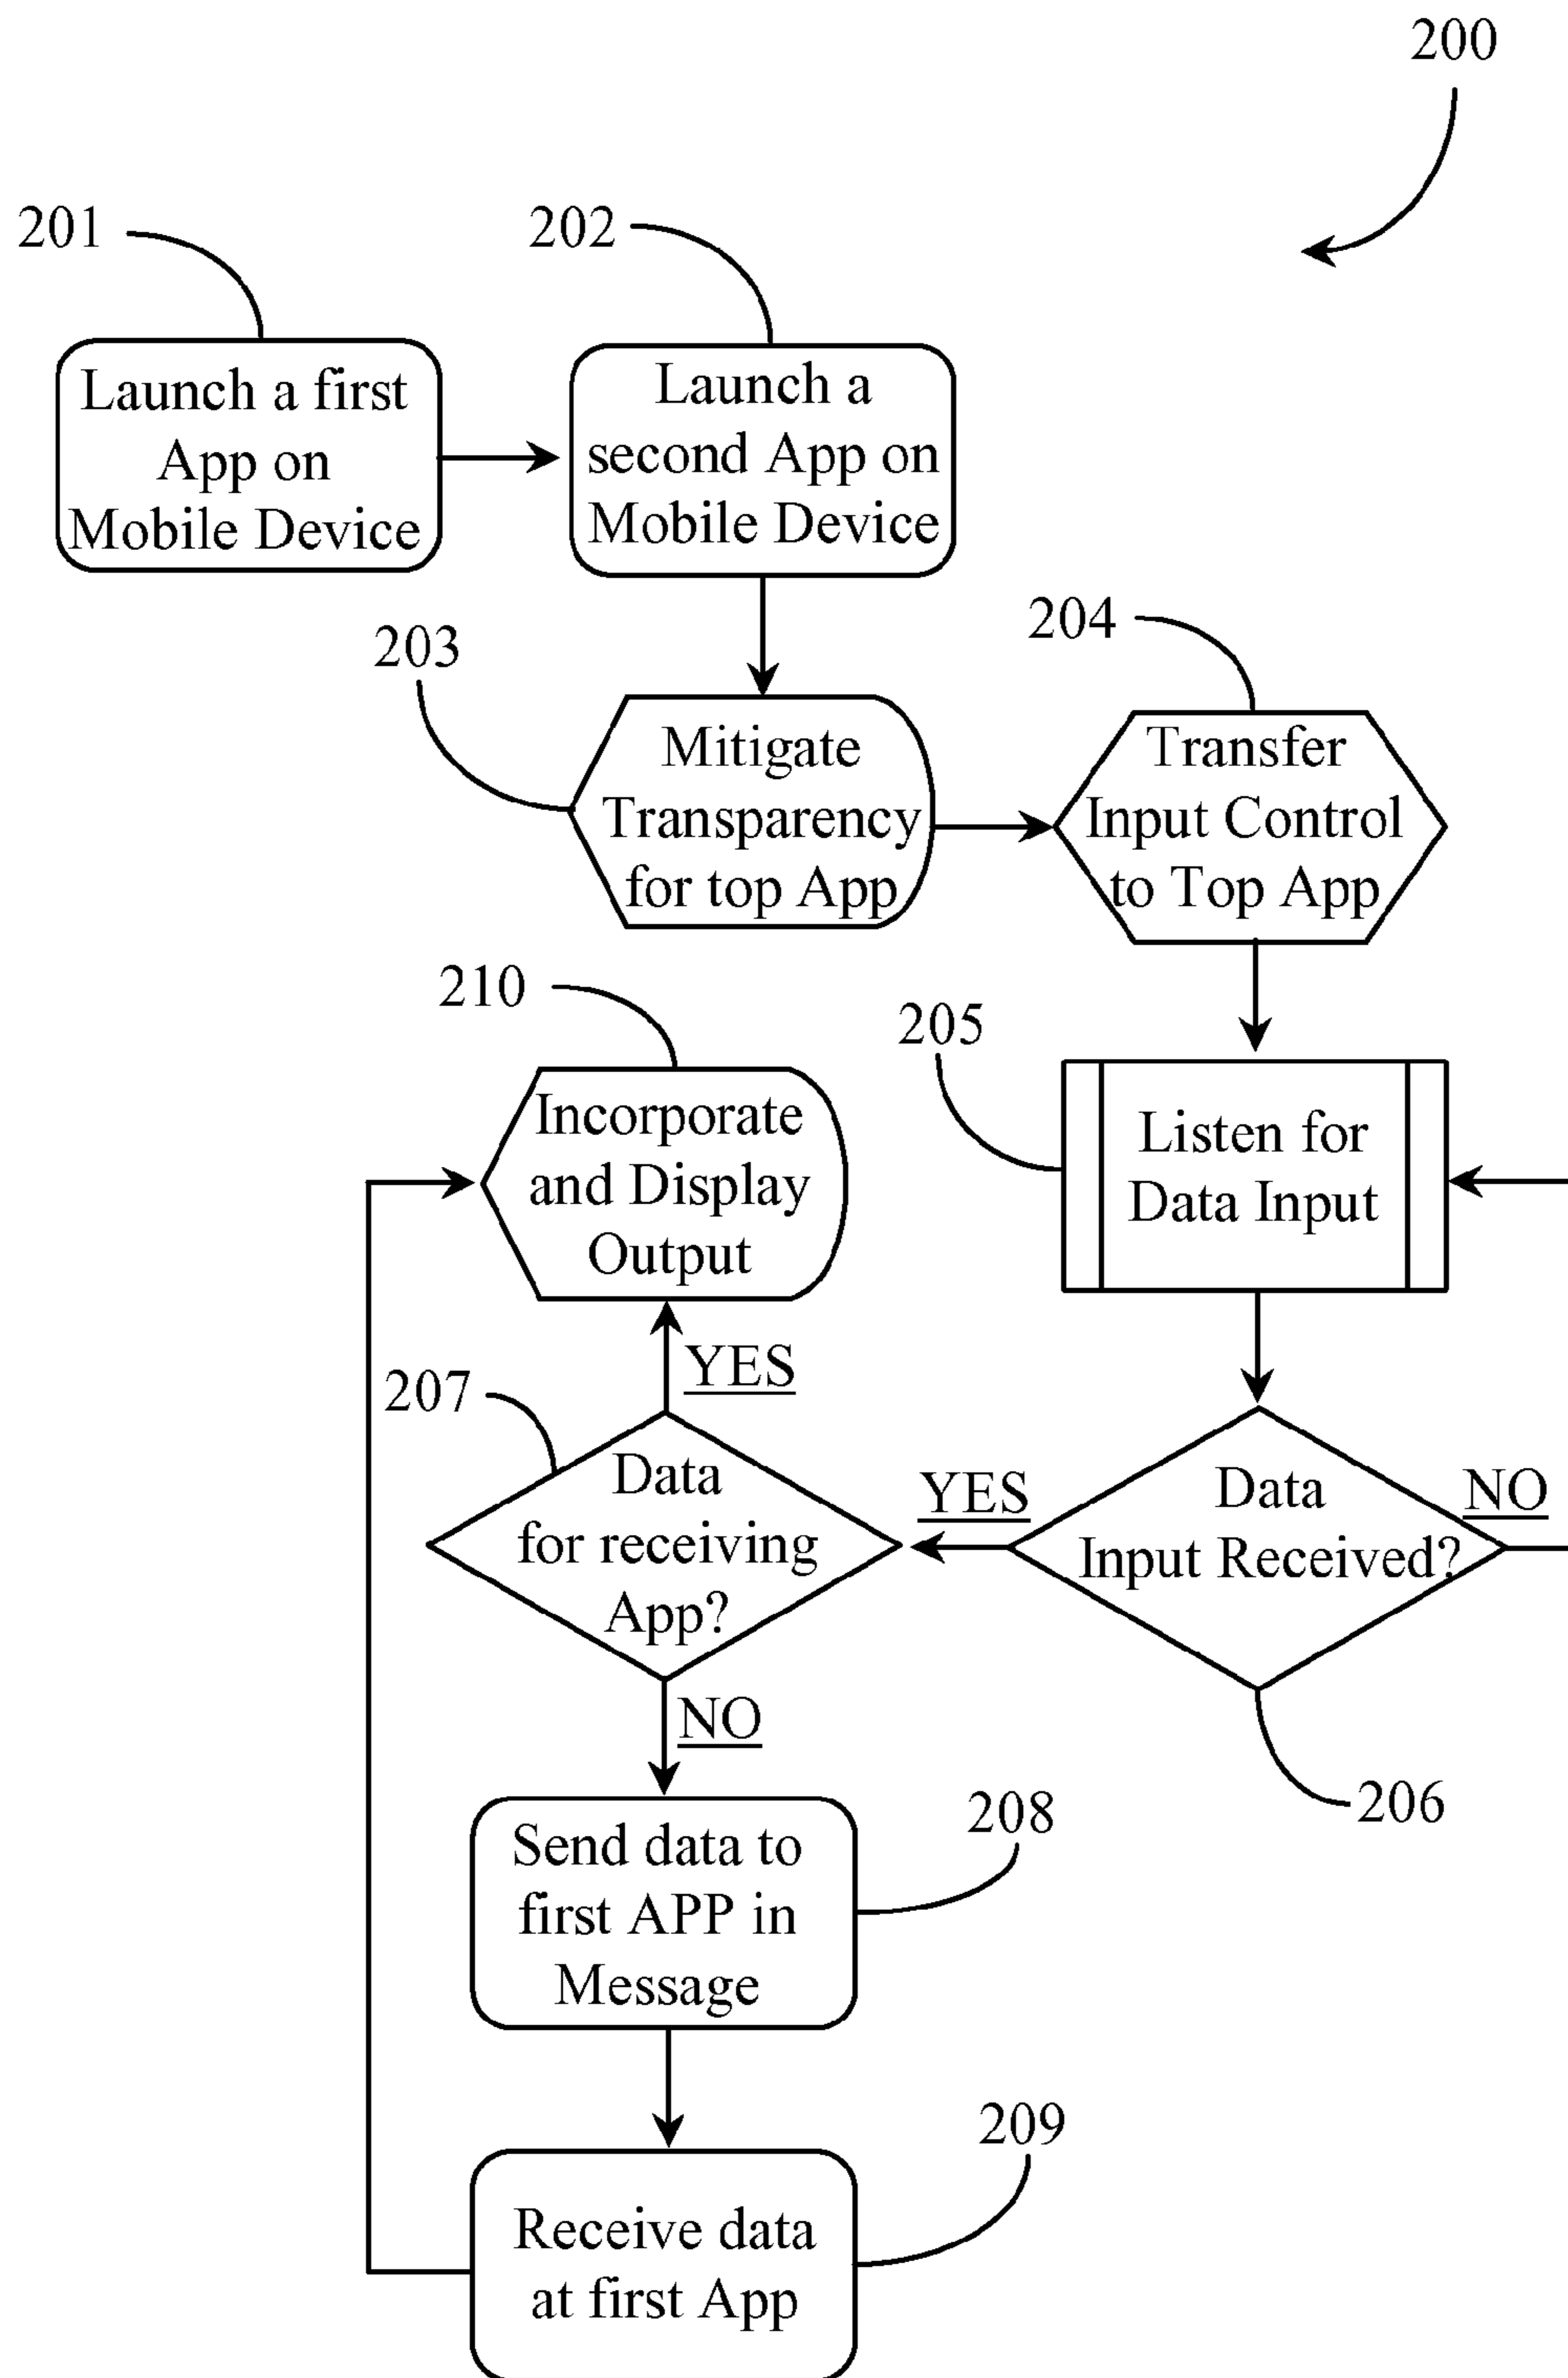 200
201
202
Launch a first
App on
Mobile Device
Launch a
second App on
Mobile Device
203
204
Mitigate
Transparency
for top App
Transfer
Input Control
to Top App
210
205
Incorporate
and Display
Output
Listen for
Data Input
YES
207
Data
for receiving
App?
YES
Data
Input Received?
NO
NO
206
208
Send data to
first APP in
Message
209
Receive data
at first App